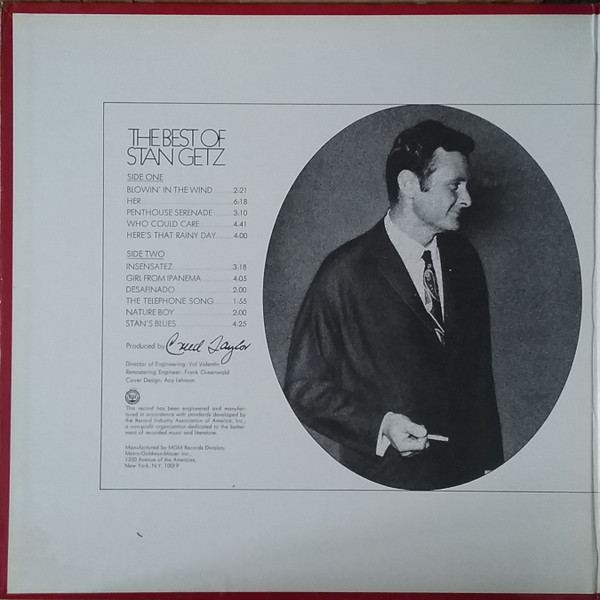 THE BEST OF
STAN GETZ
SIDE ONE
BLOWIN' IN THE WIND 2:21
HER 6:18
PENTHOUSE SERENADE 3:10
WHO COULD CARE 4:41
HERE'S THAT RAINY DAY 4:00
SIDE TWO
INSENSATEZ 3:18
GIRL FROM IPANEMA 4:05
DESAFINADO 2:00
THE TELEPHONE SONG 1:55
NATURE BOY 2:00
STAN'S BLUES 4:25
Produced by Creed Taylor
Director of Engineering: Val Valentin
Remastering Engineer: Frank Greenwald
Cover Design: Acy Lehman
This record has been engineered and manufac-
tured in accordance with standards developed by
the Record Industry Association of America, Inc.,
a non-profit organization dedicated to the better-
ment of recorded music and literature.
Manufactured by MGM Records Division,
Metro-Goldwyn-Mayer Inc.,
1350 Avenue of the Americas,
New York, N.Y. 10019